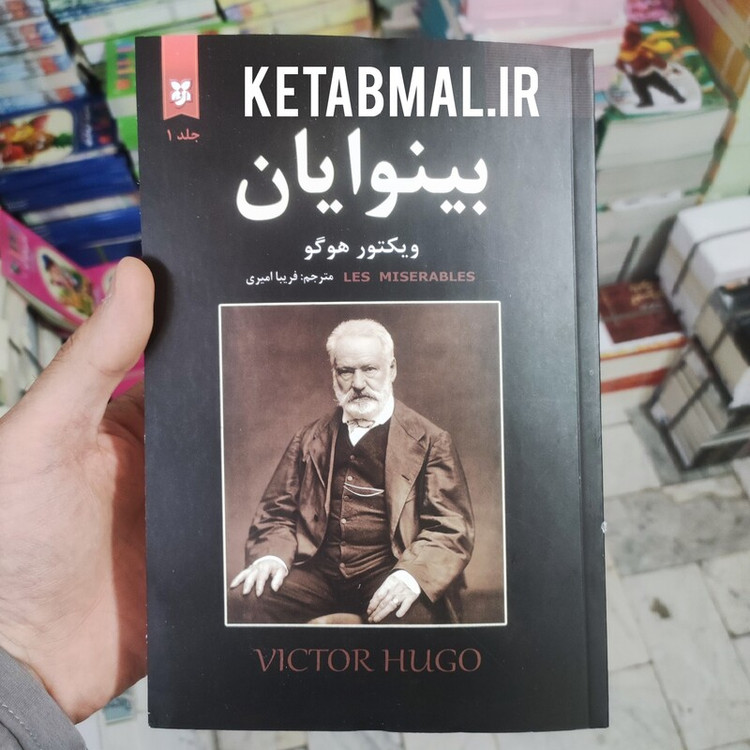 KETABMAL.IR
جلد ۱
بینوایان
ویکتور هوگو
LES MISERABLES مترجم: فریبا امیری
VICTOR HUGO